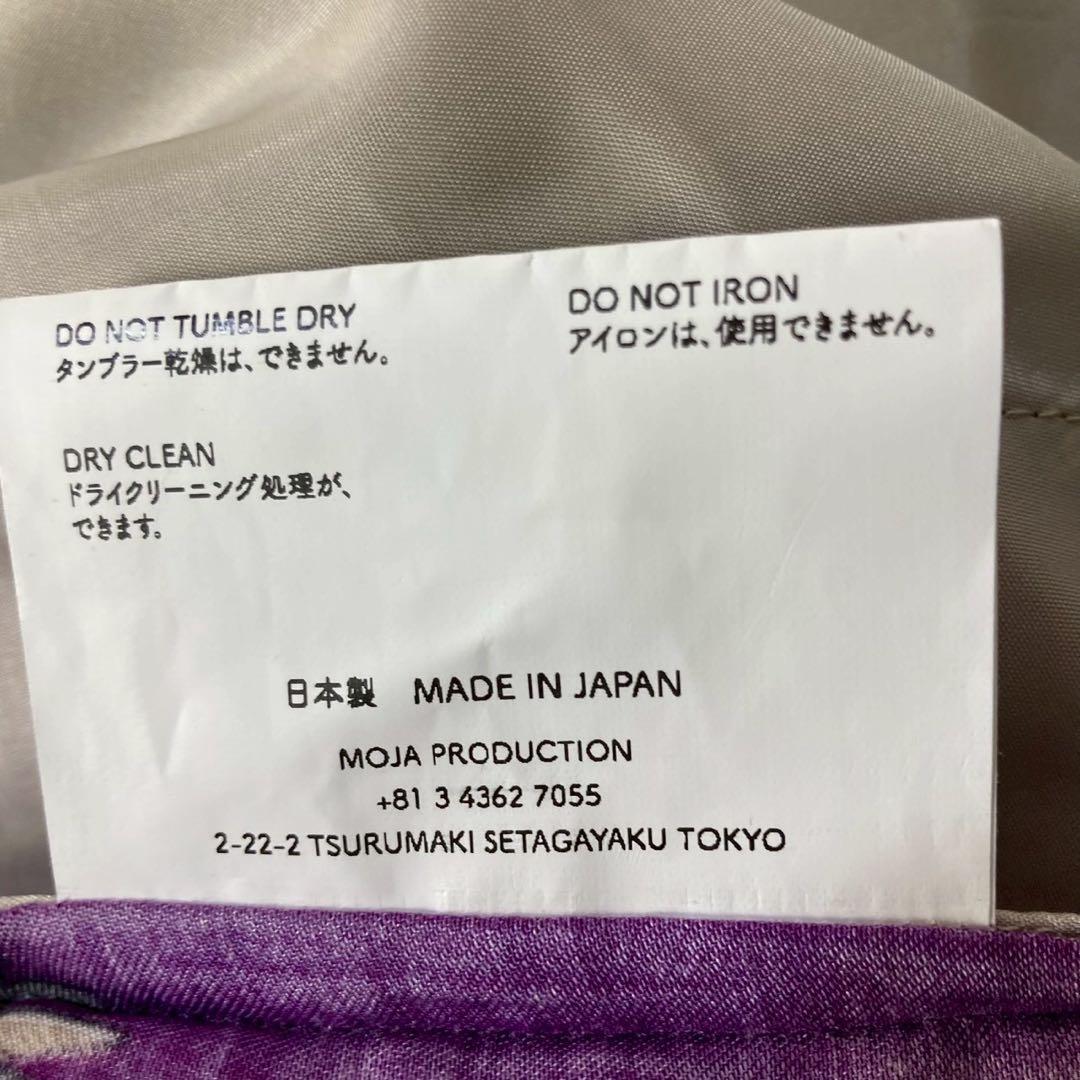 DO NOT TUMBLE DRY
タンブラー乾燥は、できません。
DO NOT IRON
アイロンは、使用できません。
DRY CLEAN
ドライクリーニング処理が、
できます。
日本製 MADE IN JAPAN
MOJA PRODUCTION
+81 3 4362 7055
2-22-2 TSURUMAKI SETAGAYAKU TOKYO